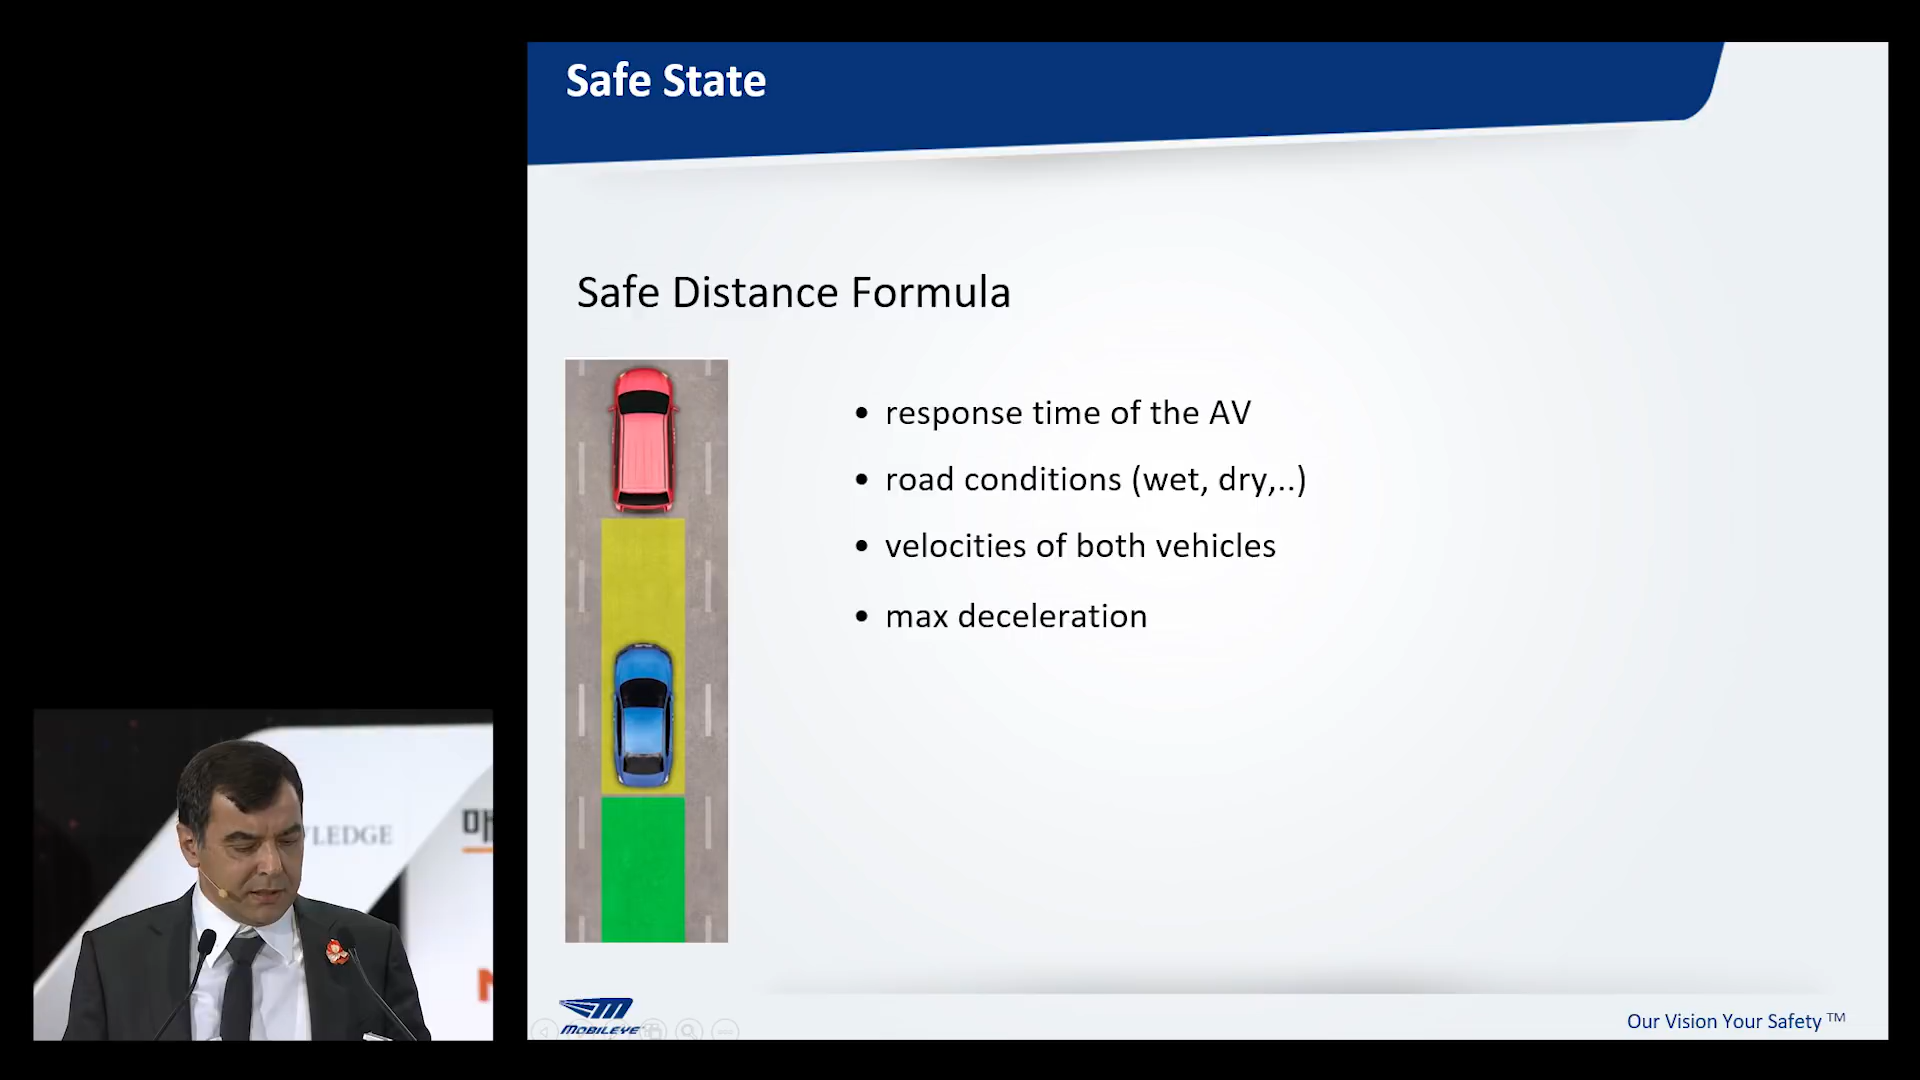 Safe State
Safe Distance Formula
• response time of the AV
• road conditions (wet, dry,..)
• velocities of both vehicles
• max deceleration
LEDGE
MOBILEYE
Our Vision Your Safety ™